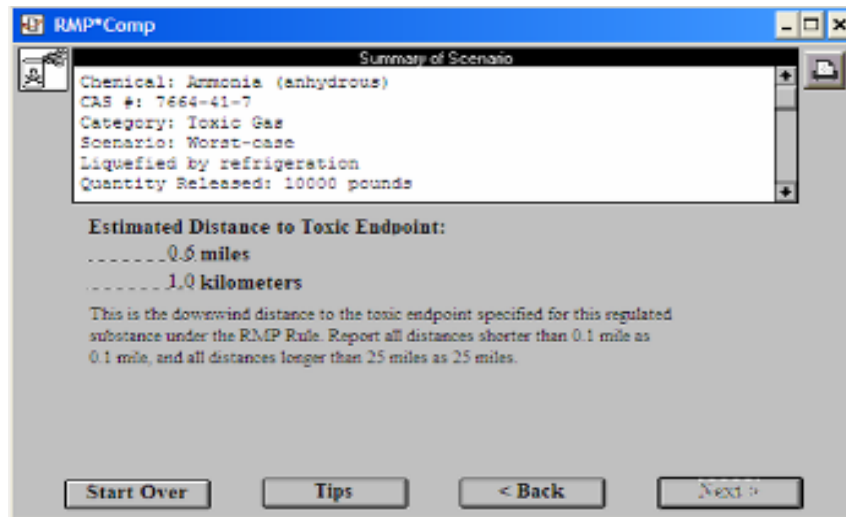 RMP*Comp
Summary of Scenario
Chemical: Ammonia (anhydrous)
CAS #: 7664-41-7
Category: Toxic Gas
Scenario: Worst-case
Liquefied by refrigeration
Quantity Released: 10000 pounds
Estimated Distance to Toxic Endpoint:
0.6 miles
1.0 kilometers
This is the downwind distance to the toxic endpoint specified for this regulated
substance under the RMP Rule. Report all distances shorter than 0.1 mile as
0.1 mile, and all distances longer than 25 miles as 25 miles.
Start Over
Tips
< Back
Next >